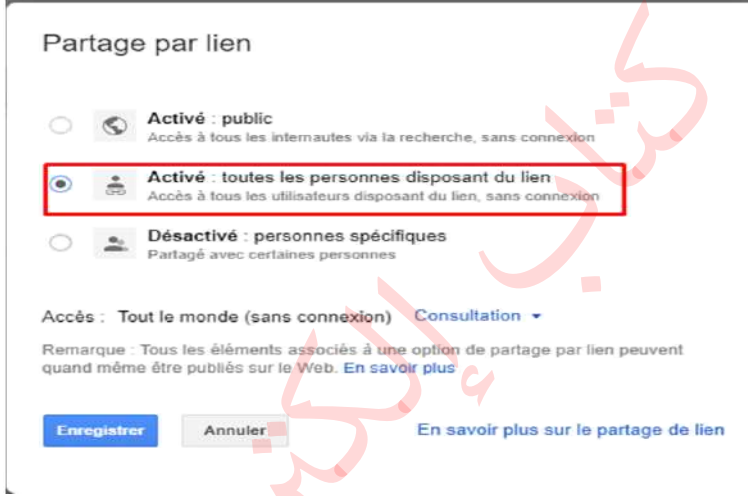 Partage par lien
Activé : public
Accès à tous les internautes via la recherche, sans connexion
Activé : toutes les personnes disposant du lien
Accès à tous les utilisateurs disposant du lien, sans connexion
Désactivé : personnes spécifiques
Partagé avec certaines personnes
Accès : Tout le monde (sans connexion) Consultation
Remarque : Tous les éléments associés à une option de partage par lien peuvent
quand même être publiés sur le Web. En savoir plus
Enregistrer Annuler En savoir plus sur le partage de lien
كتاب